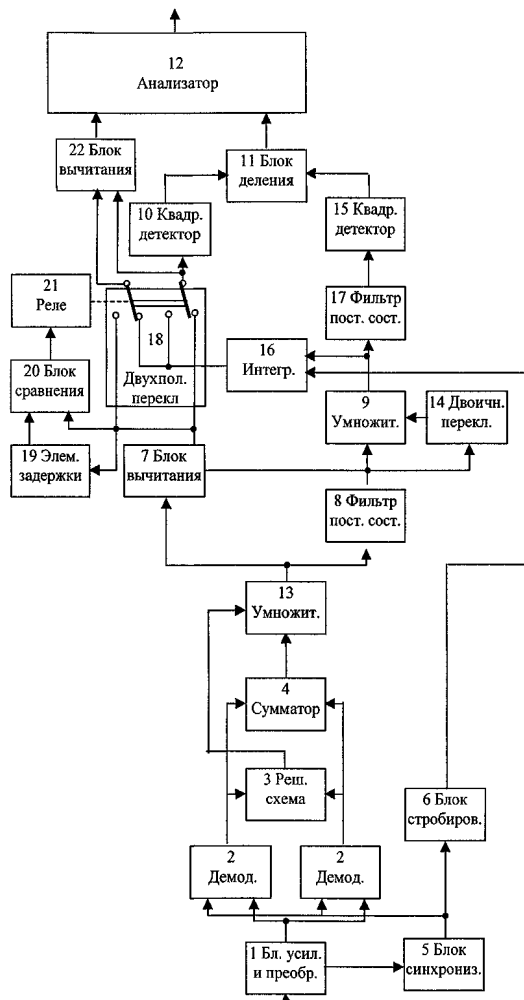 12
Анализатор
22 Блок
вычитания
11 Блок
деления
10 Квадр.
детектор
15 Квадр.
детектор
21
Реле
17 Фильтр
пост. сост.
18
Двухпол.
перекл
16
Интегр.
20 Блок
сравнения
9
Умножит.
14 Двоичн.
перекл.
19 Элем.
задержки
7 Блок
вычитания
8 Фильтр
пост. сост.
13
Умножит.
4
Сумматор
3 Реш.
схема
6 Блок
стробиров.
2
Демод.
2
Демод.
1 Бл. усил.
и преобр.
5 Блок
синхрониз.